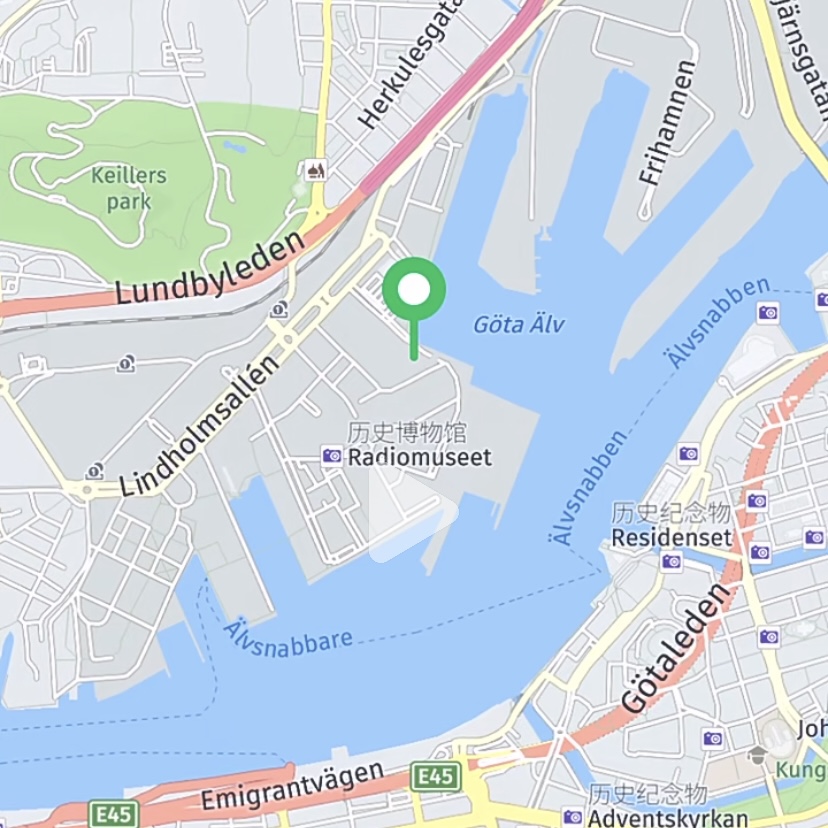 Herkulesgata
järnsgatan
Frihamnen
Keillers
park
Lundbyleden
Göta Älv
Älvsnabben
Lindholmsallén
历史博物馆
Radiomuseet
Älvsnabben
历史纪念物
Residenset
Älvsnabbare
Götaleden
Joh
Kung
Emigrantvägen
E45
E45
历史纪念物
Adventskyrkan